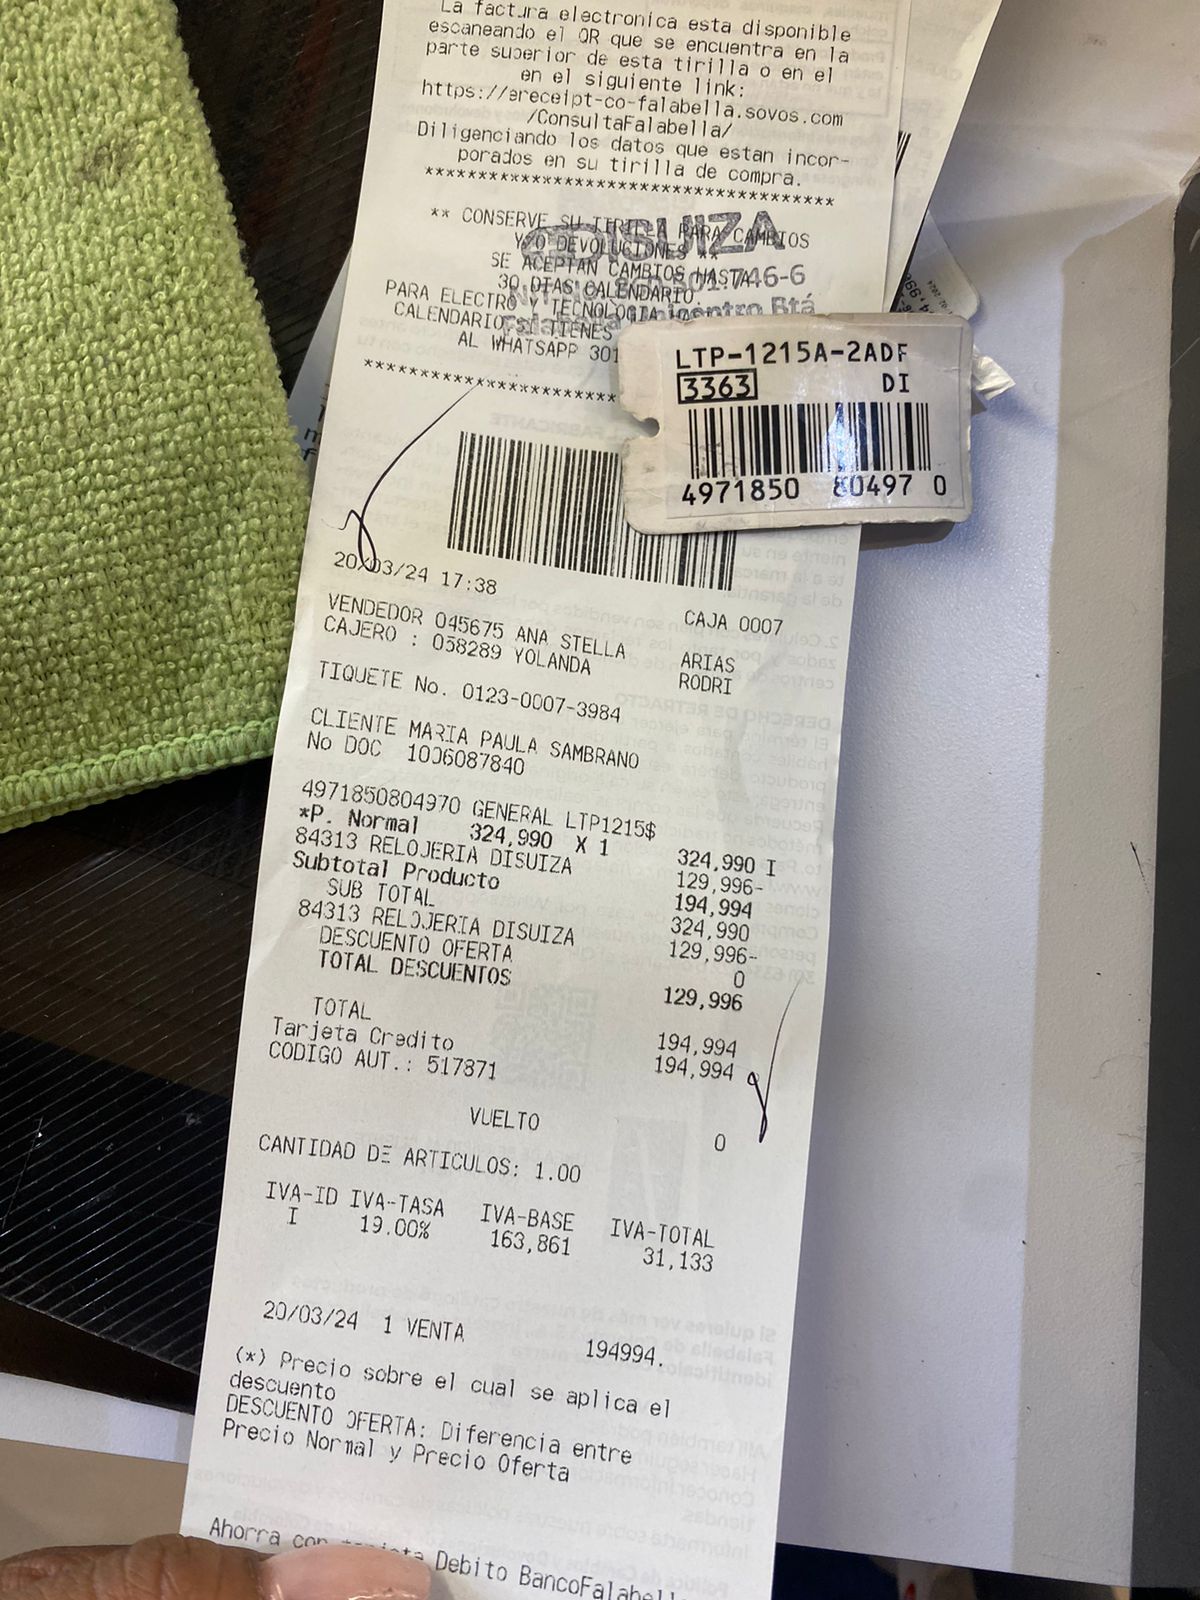 La factura electronica esta disponible
escaneando el QR que se encuentra en la
parte superior de esta tirilla o en el
en el siguiente link:
https://ereceipt-co-falabella.sovos.com
/ConsultaFalabella/
Diligenciando los datos que estan incor-
porados en su tirilla de compra.
**************************************
** CONSERVE SU TIRILLA PARA CAMBIOS
Y/O DEVOLUCIONES **
SE ACEPTAN CAMBIOS HASTA
30 DIAS CALENDARIO.
PARA ELECTRO Y TECNOLOGIA
CALENDARIO, SI TIENES
AL WHATSAPP 301
DISUIZA
Falabella Unicentro Btá
LTP-1215A-2ADF
3363 DI
4971850 80497 0
20/03/24 17:38 CAJA 0007
VENDEDOR 045675 ANA STELLA ARIAS
CAJERO : 058289 YOLANDA RODRI
TIQUETE No. 0123-0007-3984
CLIENTE MARIA PAULA SAMBRANO
No DOC 1006087840
4971850804970 GENERAL LTP1215$
*P. Normal 324,990 X 1 324,990 I
84313 RELOJERIA DISUIZA 129,996-
Subtotal Producto 194,994
SUB TOTAL 324,990
84313 RELOJERIA DISUIZA 129,996-
DESCUENTO OFERTA 0
TOTAL DESCUENTOS 129,996
TOTAL 194,994
Tarjeta Credito 194,994
CODIGO AUT.: 517871
VUELTO 0
CANTIDAD DE ARTICULOS: 1.00
IVA-ID IVA-TASA IVA-BASE IVA-TOTAL
I 19.00% 163,861 31,133
20/03/24 1 VENTA 194994.
(*) Precio sobre el cual se aplica el
descuento
DESCUENTO OFERTA: Diferencia entre
Precio Normal y Precio Oferta
Ahorra con tarjeta Debito BancoFalabell